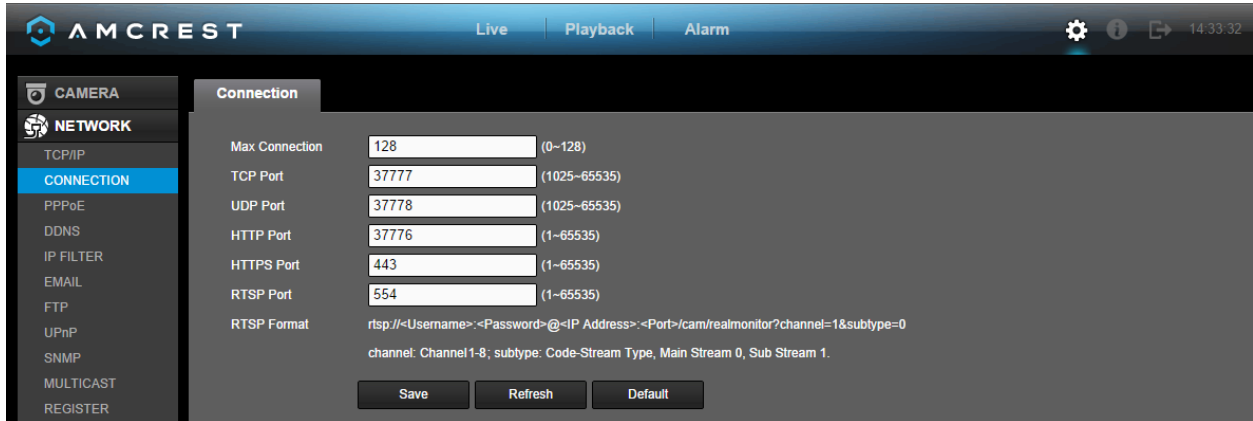 AMCREST
Live Playback Alarm 14:33:32
CAMERA
NETWORK
TCP/IP
CONNECTION
PPPoE
DDNS
IP FILTER
EMAIL
FTP
UPnP
SNMP
MULTICAST
REGISTER
Connection
Max Connection 128 (0~128)
TCP Port 37777 (1025~65535)
UDP Port 37778 (1025~65535)
HTTP Port 37776 (1~65535)
HTTPS Port 443 (1~65535)
RTSP Port 554 (1~65535)
RTSP Format rtsp://<Username>:<Password>@<IP Address>:<Port>/cam/realmonitor?channel=1&subtype=0
channel: Channel1-8; subtype: Code-Stream Type, Main Stream 0, Sub Stream 1.
Save Refresh Default